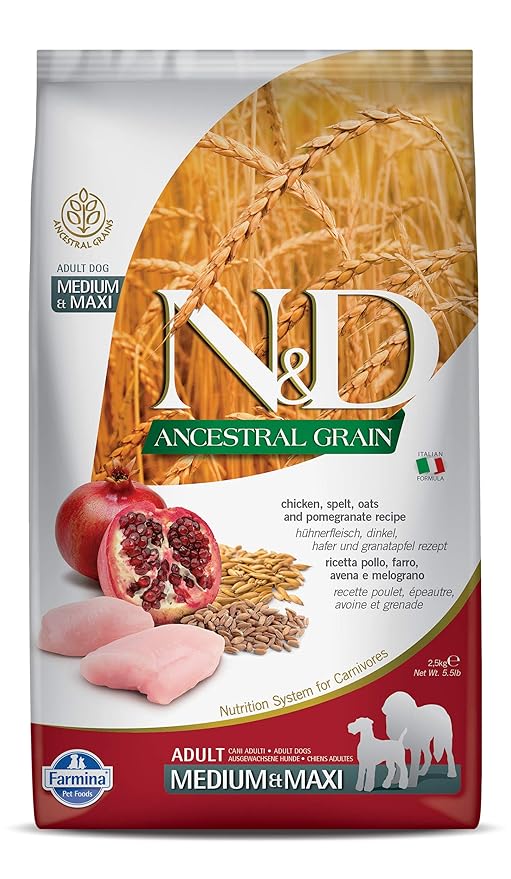 ANCESTRAL GRAINS
ADULT DOG
MEDIUM
& MAXI
N&D
ANCESTRAL GRAIN
ITALIAN
FORMULA
chicken, spelt, oats
and pomegranate recipe
hühnerfleisch, dinkel,
hafer und granatapfel rezept
ricetta pollo, farro,
avena e melograno
recette poulet, épeautre,
avoine et grenade
2,5kg℮
Net Wt. 5.5lb
Nutrition System for Carnivores
ADULT CANI ADULTI • ADULT DOGS
AUSGEWACHSENE HUNDE • CHIENS ADULTES
MEDIUM&MAXI
Farmina
Pet Foods